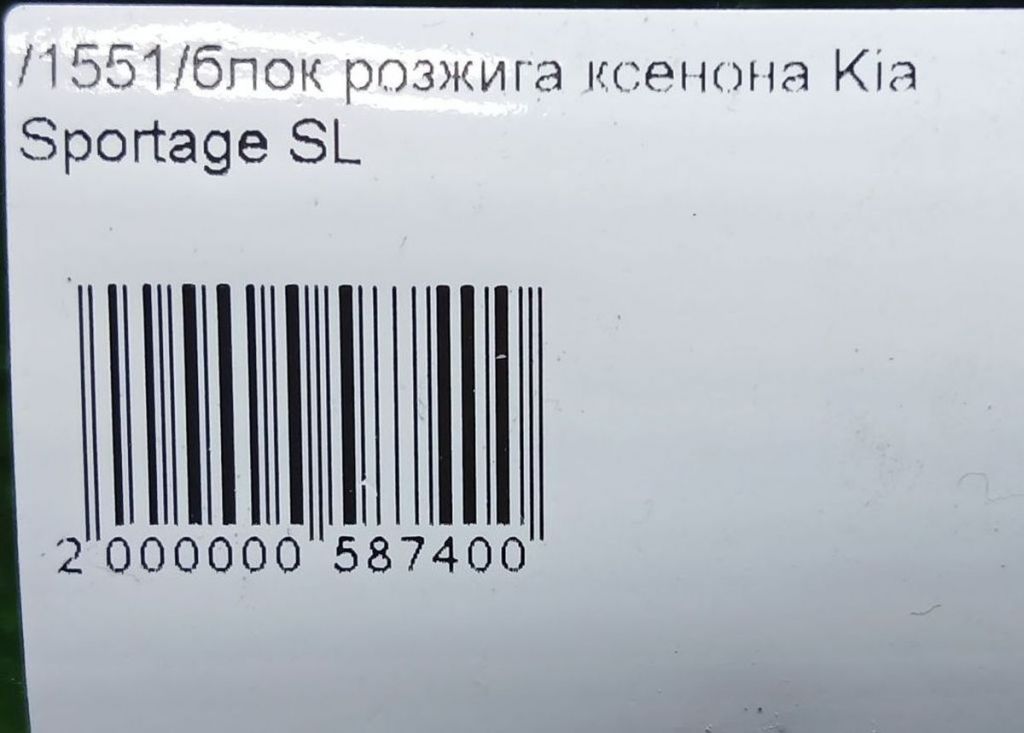 /1551/блок розжига ксенона Kia
Sportage SL
2 000000 587400